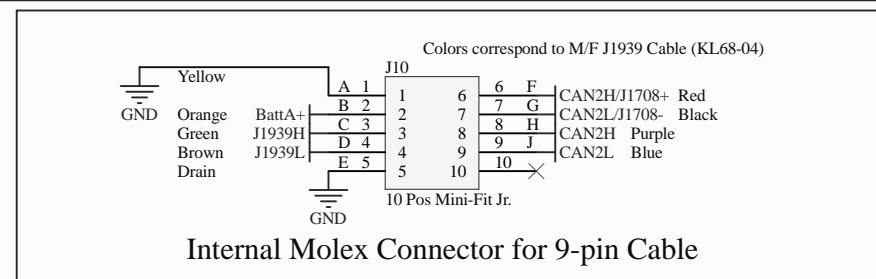 Colors correspond to M/F J1939 Cable (KL68-04)
J10
Yellow A 1 1 6 6 F CAN2H/J1708+ Red
GND Orange BattA+ B 2 2 7 7 G CAN2L/J1708- Black
Green J1939H C 3 3 8 8 H CAN2H Purple
Brown J1939L D 4 4 9 9 J CAN2L Blue
Drain E 5 5 10 10
GND 10 Pos Mini-Fit Jr.
Internal Molex Connector for 9-pin Cable